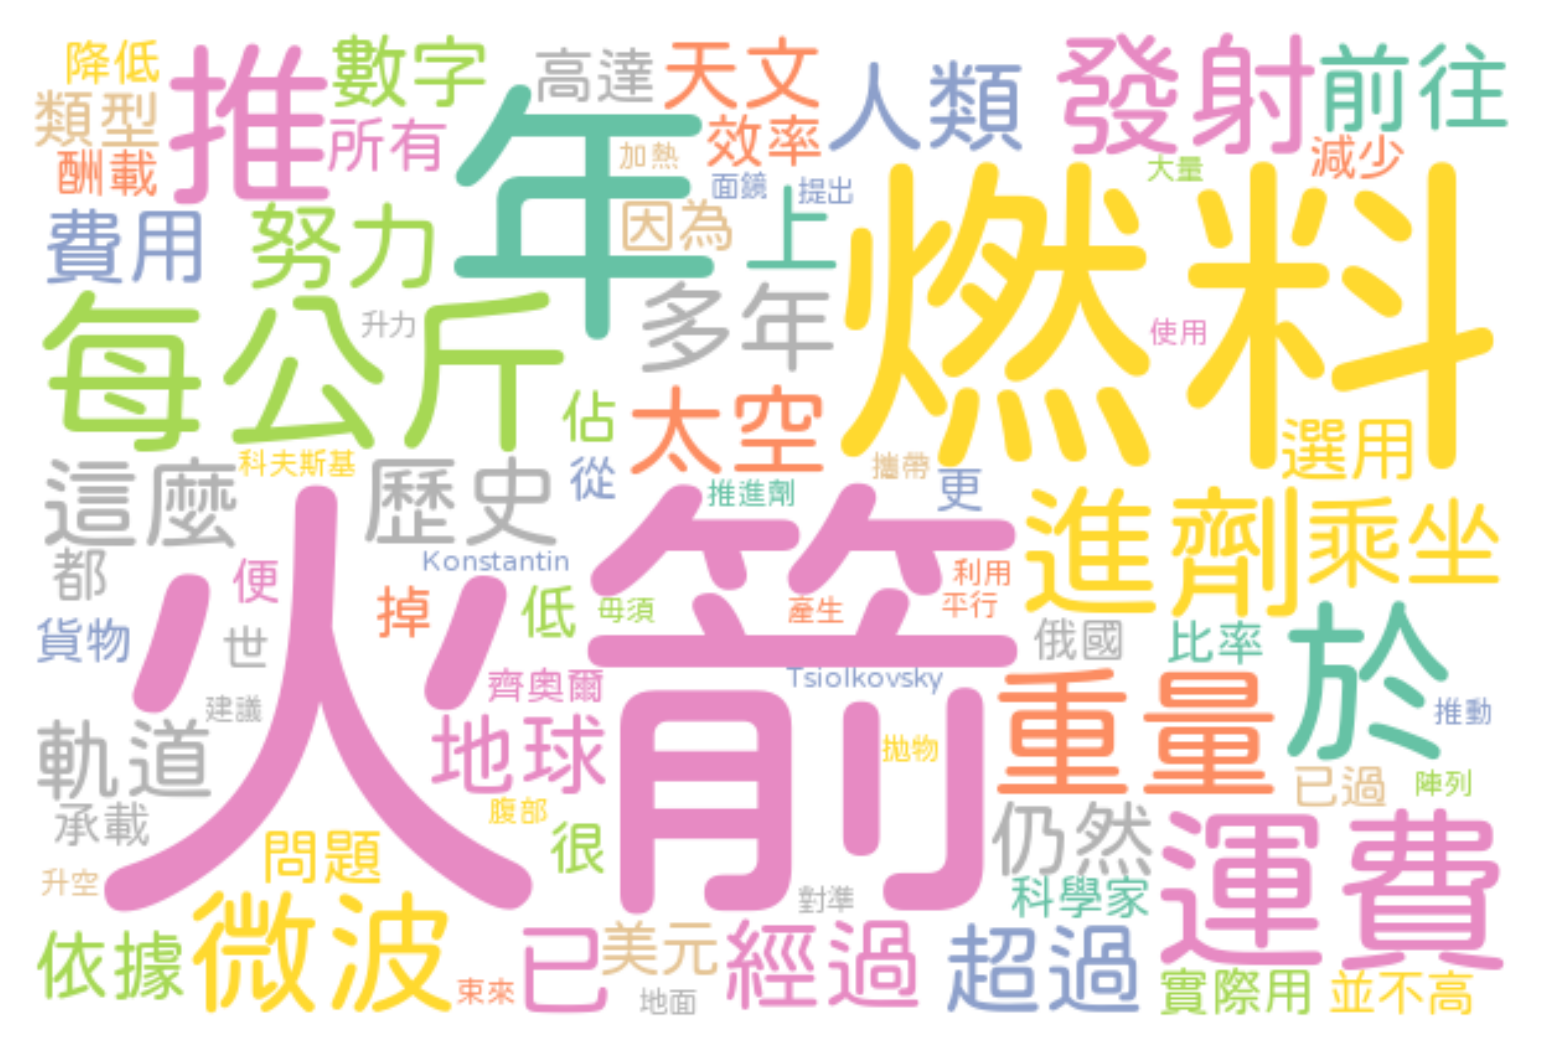 降低
推
數字
高達
天文
人類
發射
前往
類型
所有
年
效率
減少
酬載
加熱
面鏡
提出
大量
費用
努力
因為
上
燃料
每公斤
升力
多年
使用
佔
太空
選用
這麼
科夫斯基
歷史
從
推進劑
攜帶
更
進劑
乘坐
都
便
Konstantin
火箭
利用
掉
低
毋須
產生
平行
貨物
世
俄國
比率
於
齊奧爾
Tsiolkovsky
重量
建議
推動
軌道
地球
拋物
已過
陣列
承載
腹部
很
仍然
運費
問題
升空
對準
科學家
微波
依據
已
美元
經過
超過
束來
地面
實際用
並不高